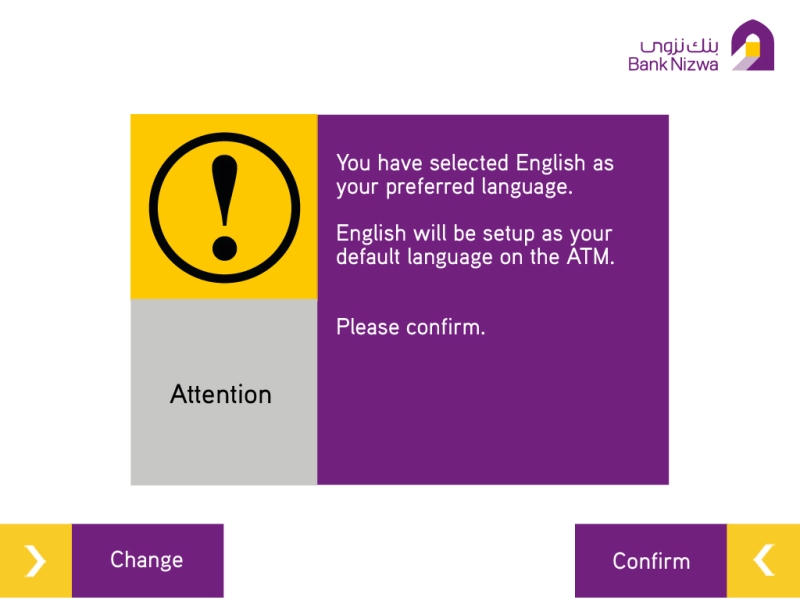 بنك نزوى
Bank Nizwa
You have selected English as
your preferred language.
English will be setup as your
default language on the ATM.
Please confirm.
Attention
Change
Confirm